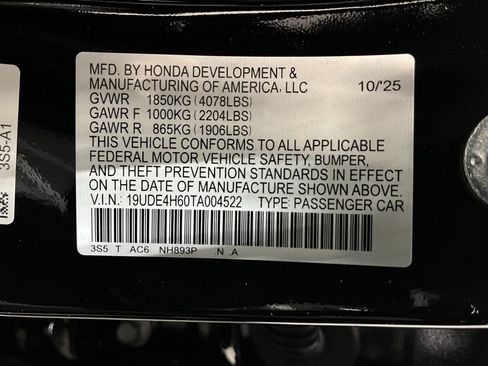 MFD. BY HONDA DEVELOPMENT &
MANUFACTURING OF AMERICA, LLC 10/'25
GVWR 1850KG (4078LBS)
GAWR F 1000KG (2204LBS)
GAWR R 865KG (1906LBS)
THIS VEHICLE CONFORMS TO ALL APPLICABLE
FEDERAL MOTOR VEHICLE SAFETY, BUMPER,
AND THEFT PREVENTION STANDARDS IN EFFECT
ON THE DATE OF MANUFACTURE SHOWN ABOVE.
V.I.N.: 19UDE4H60TA004522 TYPE: PASSENGER CAR
3S5 T AC6 NH893P .N .A
3S5-A1